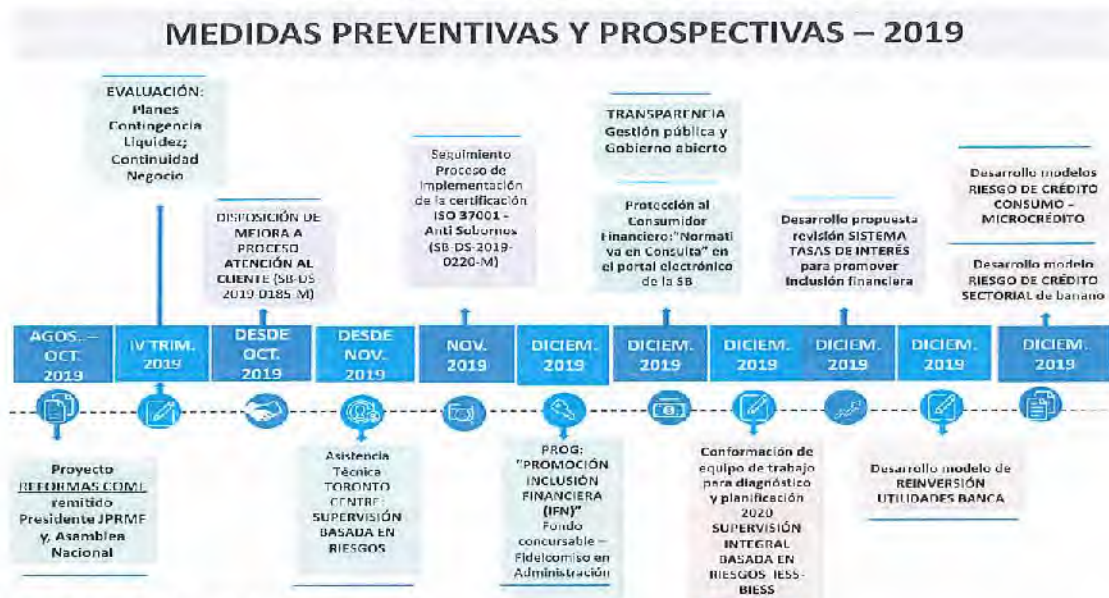 MEDIDAS PREVENTIVAS Y PROSPECTIVAS – 2019
EVALUACIÓN:
Planes
Contingencia
Liquidez;
Continuidad
Negocio
DISPOSICIÓN DE
MEJORA A
PROCESO
ATENCIÓN AL
CLIENTE (SB-DS-
2019-0185-M)
Seguimiento
Proceso de
implementación
de la certificación
ISO 37001 –
Anti Sobornos
(SB-DS-2019-
0220-M)
TRANSPARENCIA
Gestión pública y
Gobierno abierto
Protección al
Consumidor
Financiero:"Normati
va en Consulta" en
el portal electrónico
de la SB
Desarrollo propuesta
revisión SISTEMA
TASAS DE INTERÉS
para promover
Inclusión financiera
Desarrollo modelos
RIESGO DE CRÉDITO
CONSUMO –
MICROCRÉDITO
Desarrollo modelo
RIESGO DE CRÉDITO
SECTORIAL de banano
AGOS. –
OCT.
2019
IV TRIM.
2019
DESDE
OCT.
2019
DESDE
NOV.
2019
NOV.
2019
DICIEM.
2019
DICIEM.
2019
DICIEM.
2019
DICIEM.
2019
DICIEM.
2019
DICIEM.
2019
Proyecto
REFORMAS COMF
remitido
Presidente JPRMF
y, Asamblea
Nacional
Asistencia
Técnica
TORONTO
CENTRE:
SUPERVISIÓN
BASADA EN
RIESGOS
PROG:
"PROMOCIÓN
INCLUSIÓN
FINANCIERA
(IFN)"
Fondo
concursable –
Fideicomiso en
Administración
Conformación de
equipo de trabajo
para diagnóstico
y planificación
2020
SUPERVISIÓN
INTEGRAL
BASADA EN
RIESGOS IESS-
BIESS
Desarrollo modelo de
REINVERSIÓN
UTILIDADES BANCA